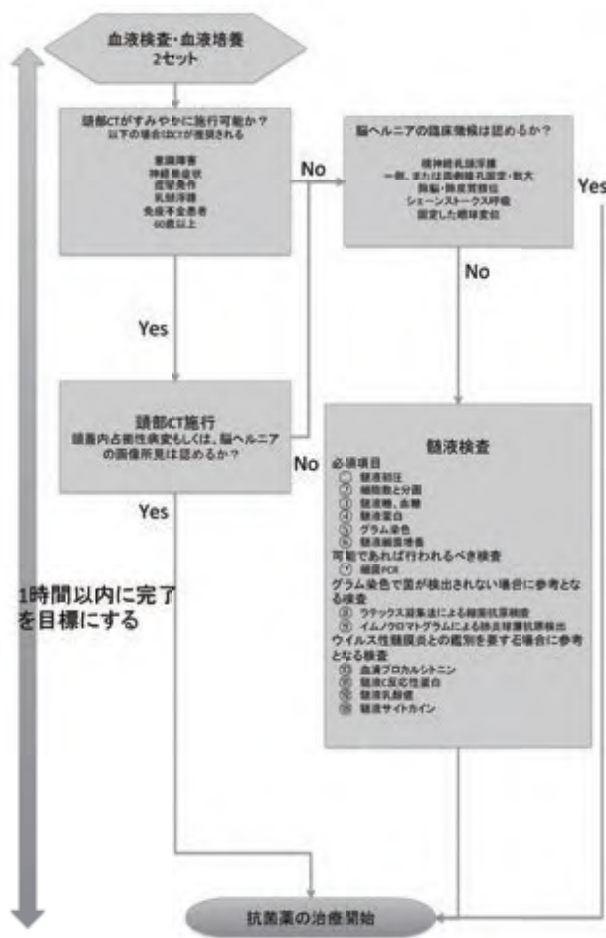 血液検査・血液培養
2セット
頭部CTがすみやかに施行可能か?
以下の場合はCTが推奨される
意識障害
神経巣症状
痙攣発作
乳頭浮腫
免疫不全患者
60歳以上
No
脳ヘルニアの臨床徴候は認めるか?
視神経乳頭浮腫
一側、または両側瞳孔固定・散大
除脳・除皮質肢位
シェーンストークス呼吸
固定した眼球変位
Yes
No
Yes
頭部CT施行
頭蓋内占拠性病変もしくは、脳ヘルニア
の画像所見は認めるか?
No
Yes
髄液検査
必須項目
① 髄液初圧
② 細胞数と分画
③ 髄液糖、血糖
④ 髄液蛋白
⑤ グラム染色
⑥ 髄液細菌培養
可能であれば行われるべき検査
⑦ 細菌PCR
グラム染色で菌が検出されない場合に参考とな
る検査
⑧ ラテックス凝集法による細菌抗原検査
⑨ イムノクロマトグラムによる肺炎球菌抗原検出
ウイルス性髄膜炎との鑑別を要する場合に参考
となる検査
⑩ 血清プロカルシトニン
⑪ 髄液C反応性蛋白
⑫ 髄液乳酸値
⑬ 髄液サイトカイン
1時間以内に完了
を目標にする
抗菌薬の治療開始